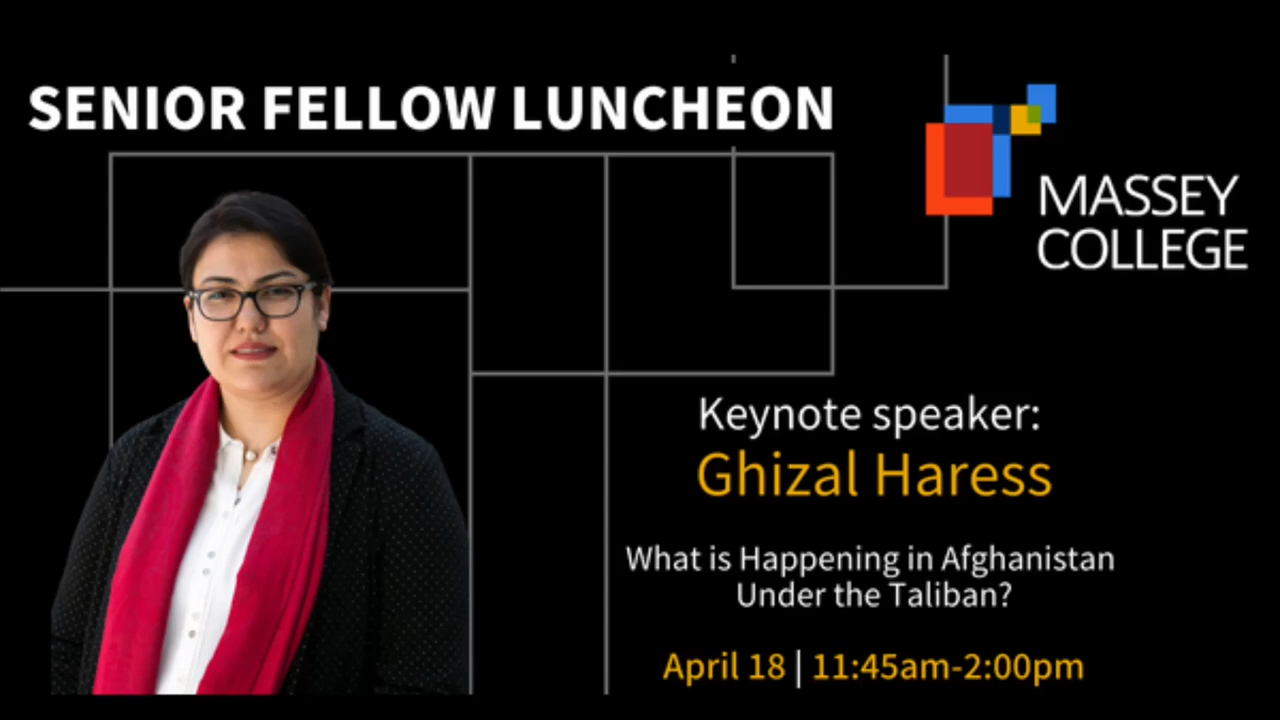 SENIOR FELLOW LUNCHEON
MASSEY
COLLEGE
Keynote speaker:
Ghizal Haress
What is Happening in Afghanistan
Under the Taliban?
April 18 | 11:45am-2:00pm